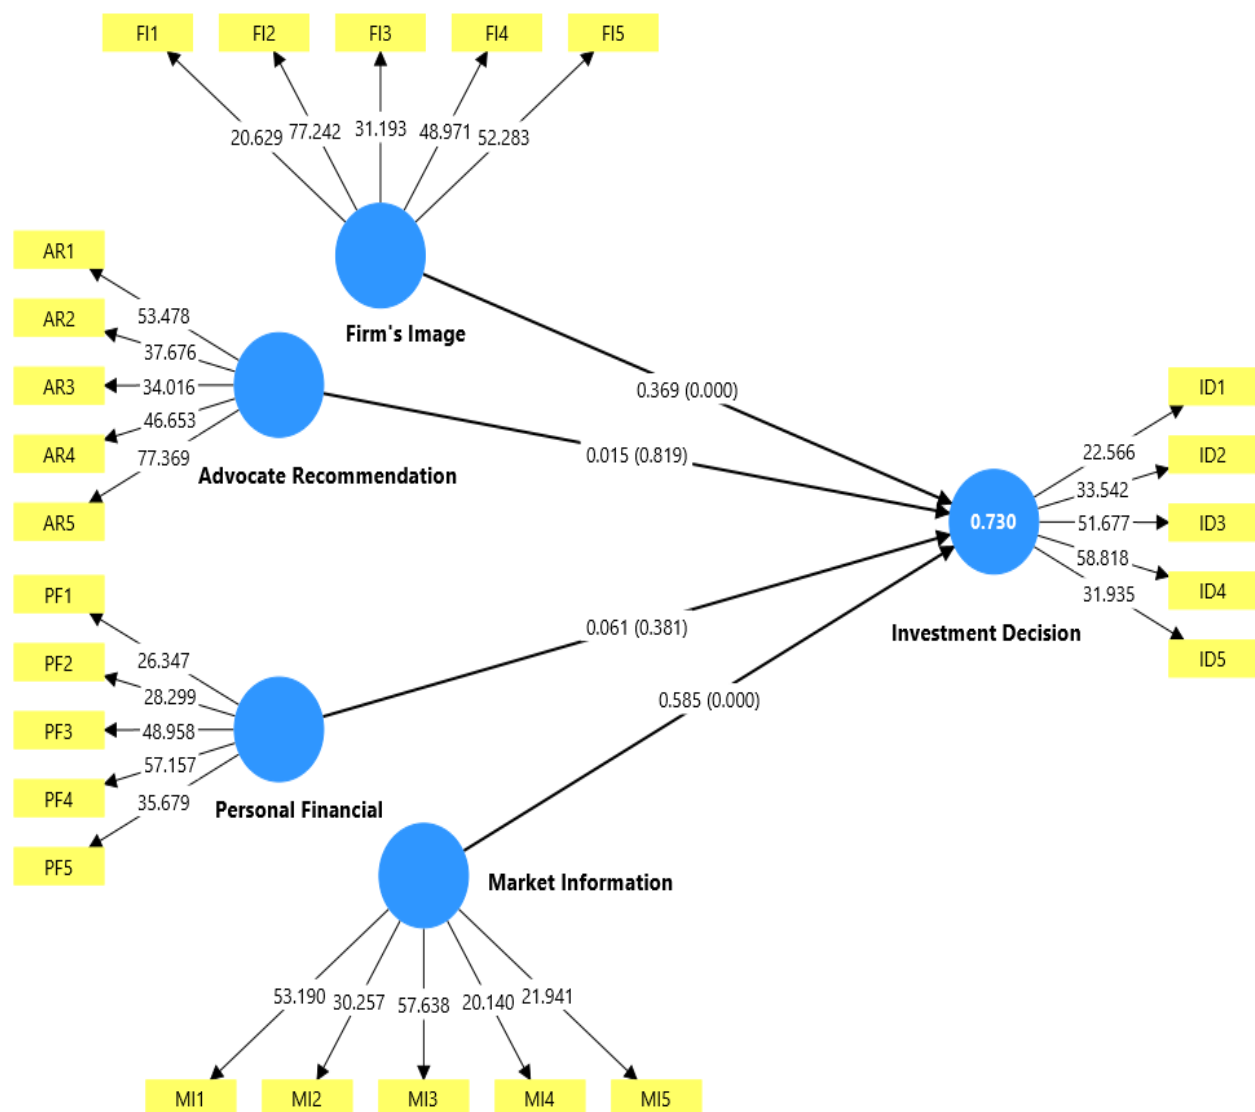 FI1 FI2 FI3 FI4 FI5
20.629 77.242 31.193 48.971 52.283
Firm's Image
AR1
AR2
AR3
AR4
AR5
53.478
37.676
34.016
46.653
77.369
Advocate Recommendation
0.369 (0.000)
0.015 (0.819)
0.061 (0.381)
0.585 (0.000)
0.730
Investment Decision
22.566
33.542
51.677
58.818
31.935
ID1
ID2
ID3
ID4
ID5
PF1
PF2
PF3
PF4
PF5
26.347
28.299
48.958
57.157
35.679
Personal Financial
Market Information
53.190 30.257 57.638 20.140 21.941
MI1 MI2 MI3 MI4 MI5